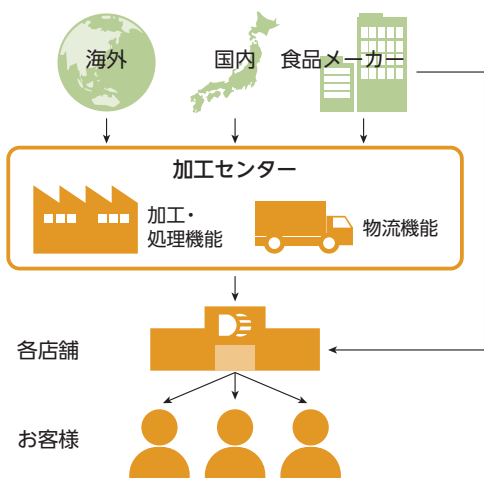 海外
国内
食品メーカー
加工センター
加工・
処理機能
物流機能
各店舗
お客様